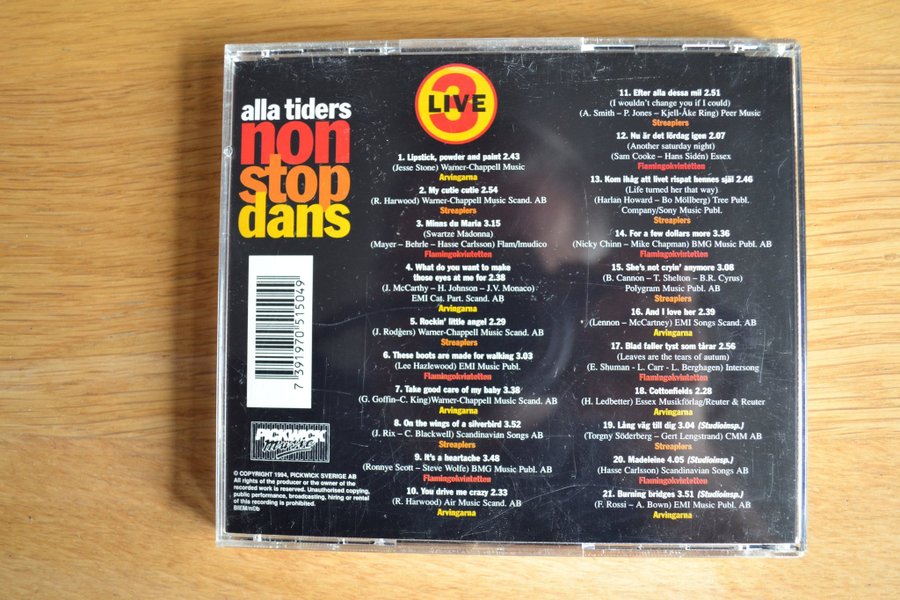 alla tiders
non
stop
dans
3
LIVE
1. Lipstick, powder and paint 2.43
(Jesse Stone) Warner-Chappell Music
Arvingarna
2. My cutie cutie 2.54
(R. Harwood) Warner-Chappell Music Scand. AB
Streaplers
3. Minns du Maria 3.15
(Swartze Madonna)
(Mayer – Behrle – Hasse Carlsson) Flam/Imudico
Flamingokvintetten
4. What do you want to make
those eyes at me for 2.38
(J. McCarthy – H. Johnson – J.V. Monaco)
EMI Cat. Part. Scand. AB
Arvingarna
5. Rockin' little angel 2.29
(J. Rodgers) Warner-Chappell Music Scand. AB
Streaplers
6. These boots are made for walking 3.03
(Lee Hazlewood) EMI Music Publ.
Flamingokvintetten
7. Take good care of my baby 3.38
(G. Goffin–C. King)Warner-Chappell Music Scand. AB
Arvingarna
8. On the wings of a silverbird 3.52
(J. Rix – C. Blackwell) Scandinavian Songs AB
Streaplers
9. It's a heartache 3.48
(Ronnye Scott – Steve Wolfe) BMG Music Publ. AB
Flamingokvintetten
10. You drive me crazy 2.33
(R. Harwood) Air Music Scand. AB
Arvingarna
11. Efter alla dessa mil 2.51
(I wouldn't change you if I could)
(A. Smith – P. Jones – Kjell-Åke Ring) Peer Music
Streaplers
12. Nu är det lördag igen 2.07
(Another saturday night)
(Sam Cooke – Hans Sidén) Essex
Flamingokvintetten
13. Kom ihåg att livet rispat hennes själ 2.46
(Life turned her that way)
(Harlan Howard – Bo Möllberg) Tree Publ.
Company/Sony Music Publ.
Streaplers
14. For a few dollars more 3.36
(Nicky Chinn – Mike Chapman) BMG Music Publ. AB
Flamingokvintetten
15. She's not cryin' anymore 3.08
(B. Cannon – T. Shelton – B.R. Cyrus)
Polygram Music Publ. AB
Streaplers
16. And I love her 2.39
(Lennon – McCartney) EMI Songs Scand. AB
Arvingarna
17. Blad faller tyst som tårar 2.56
(Leaves are the tears of autum)
(E. Shuman - L. Carr - L. Berghagen) Intersong
Flamingokvintetten
18. Cottonfields 2.28
(H. Ledbetter) Essex Musikförlag/Reuter & Reuter
Arvingarna
19. Lång väg till dig 3.04 (Studioinsp.)
(Torgny Söderberg – Gert Lengstrand) CMM AB
Streaplers
20. Madeleine 4.05 (Studioinsp.)
(Hasse Carlsson) Scandinavian Songs AB
Flamingokvintetten
21. Burning bridges 3.51 (Studioinsp.)
(F. Rossi – A. Bown) EMI Music Publ. AB
Arvingarna
7 391970 515049
PICKWICK
© COPYRIGHT 1994, PICKWICK SVERIGE AB
All rights of the producer or the owner of the
recorded work is reserved. Unauthorised copying,
public performance, broadcasting, hiring or rental
of this recording is prohibited.
BIEM/nOb